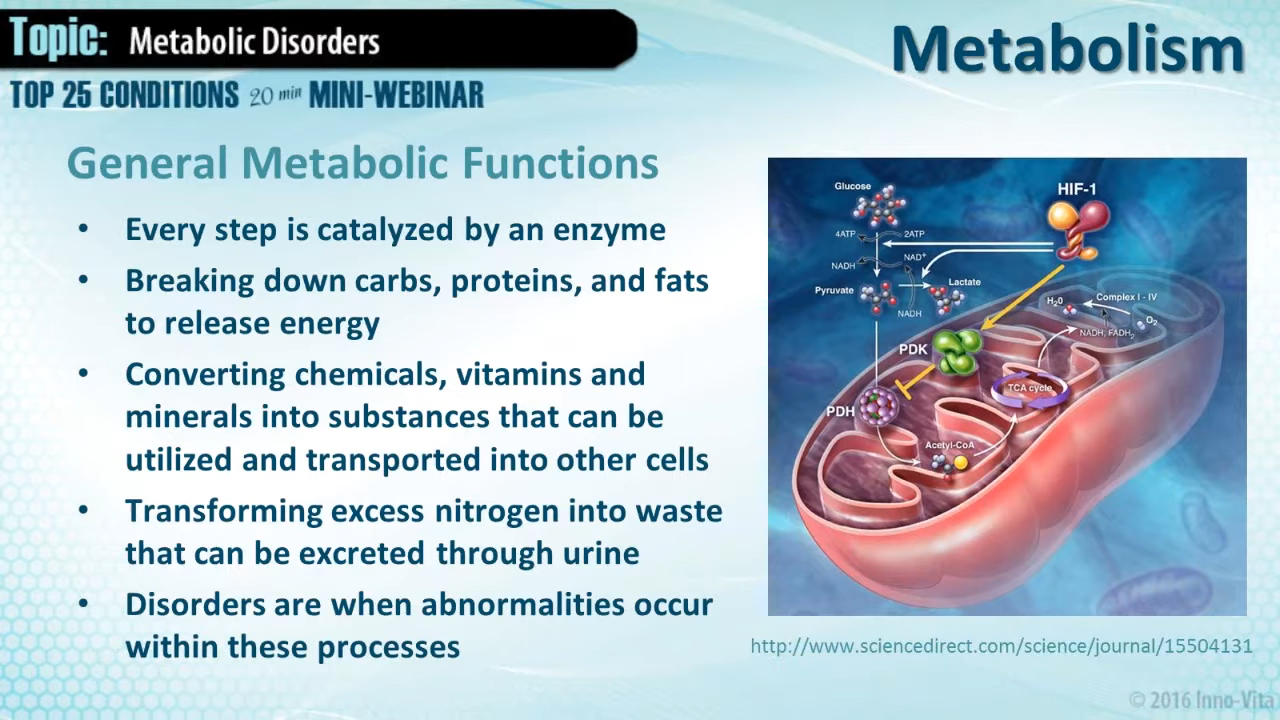 Topic: Metabolic Disorders
Metabolism
TOP 25 CONDITIONS 20 min MINI-WEBINAR
General Metabolic Functions
• Every step is catalyzed by an enzyme
• Breaking down carbs, proteins, and fats
to release energy
• Converting chemicals, vitamins and
minerals into substances that can be
utilized and transported into other cells
• Transforming excess nitrogen into waste
that can be excreted through urine
• Disorders are when abnormalities occur
within these processes
Glucose
HIF-1
4ATP
2ATP
NAD+
NADH
Pyruvate
Lactate
NADH
H2O
Complex I - IV
O2
NADH, FADH2
PDK
TCA cycle
PDH
Acetyl-CoA
http://www.sciencedirect.com/science/journal/15504131
© 2016 Inno-Vita